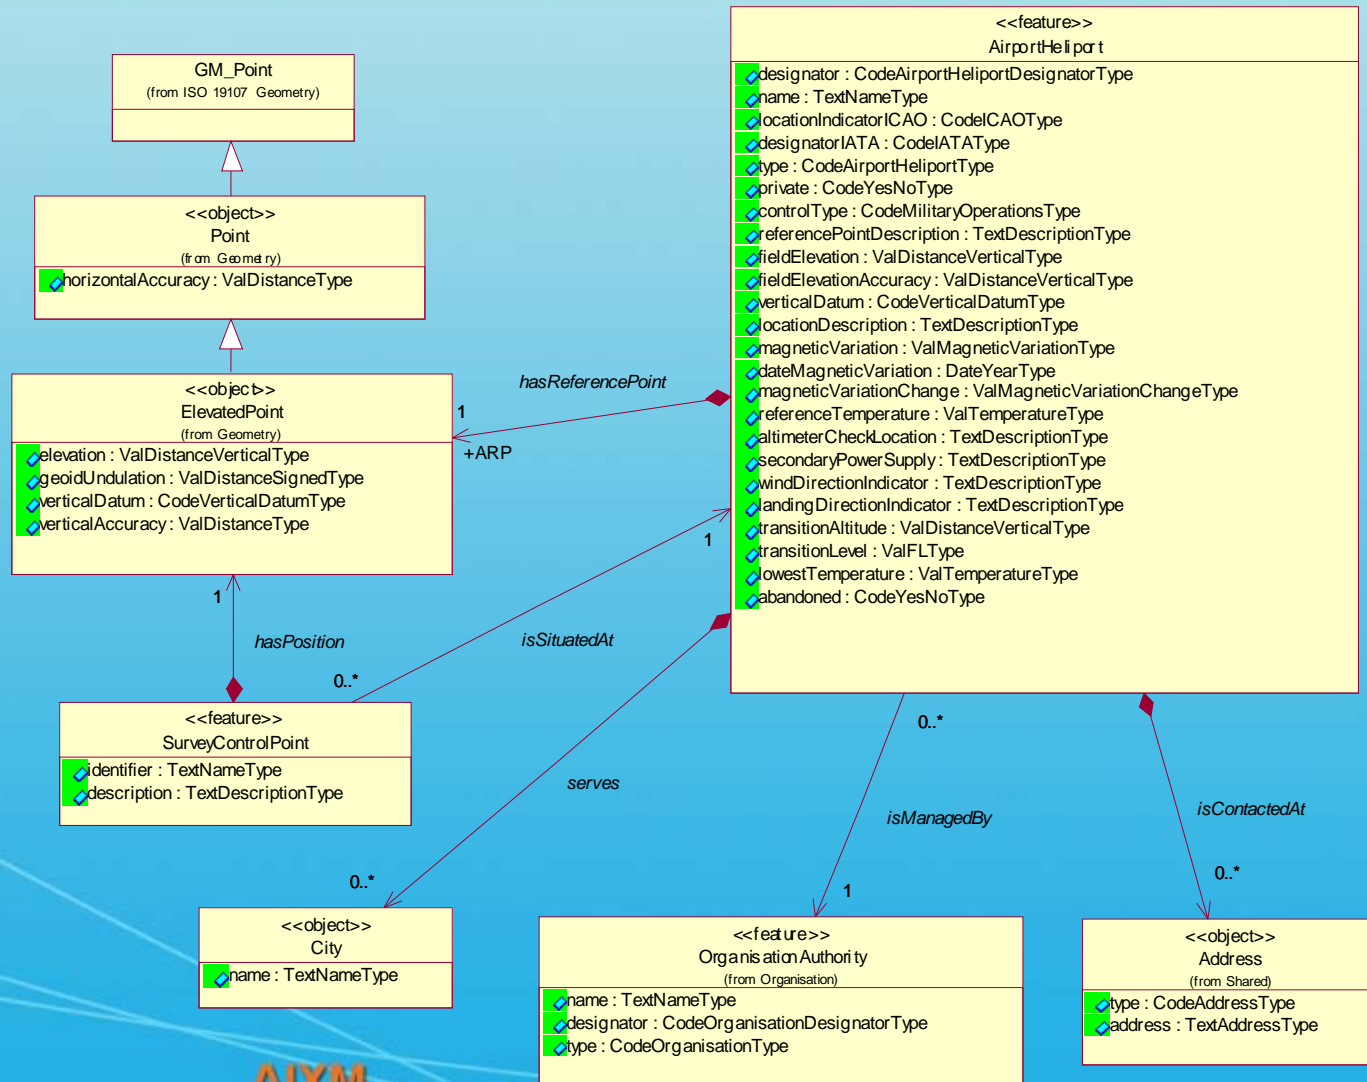 GM_Point
(from ISO 19107 Geometry)
<<object>>
Point
(from Geometry)
horizontalAccuracy : ValDistanceType
<<object>>
ElevatedPoint
(from Geometry)
elevation : ValDistanceVerticalType
geoidUndulation : ValDistanceSignedType
verticalDatum : CodeVerticalDatumType
verticalAccuracy : ValDistanceType
<<feature>>
AirportHeliport
designator : CodeAirportHeliportDesignatorType
name : TextNameType
locationIndicatorICAO : CodeICAOType
designatorIATA : CodeIATAType
type : CodeAirportHeliportType
private : CodeYesNoType
controlType : CodeMilitaryOperationsType
referencePointDescription : TextDescriptionType
fieldElevation : ValDistanceVerticalType
fieldElevationAccuracy : ValDistanceVerticalType
verticalDatum : CodeVerticalDatumType
locationDescription : TextDescriptionType
magneticVariation : ValMagneticVariationType
dateMagneticVariation : DateYearType
magneticVariationChange : ValMagneticVariationChangeType
referenceTemperature : ValTemperatureType
altimeterCheckLocation : TextDescriptionType
secondaryPowerSupply : TextDescriptionType
windDirectionIndicator : TextDescriptionType
landingDirectionIndicator : TextDescriptionType
transitionAltitude : ValDistanceVerticalType
transitionLevel : ValFLType
lowestTemperature : ValTemperatureType
abandoned : CodeYesNoType
hasReferencePoint
1
+ARP
1
1
hasPosition
isSituatedAt
0..*
<<feature>>
SurveyControlPoint
identifier : TextNameType
description : TextDescriptionType
serves
0..*
0..*
isManagedBy
1
isContactedAt
0..*
<<object>>
City
name : TextNameType
<<feature>>
OrganisationAuthority
(from Organisation)
name : TextNameType
designator : CodeOrganisationDesignatorType
type : CodeOrganisationType
<<object>>
Address
(from Shared)
type : CodeAddressType
address : TextAddressType
AIXM